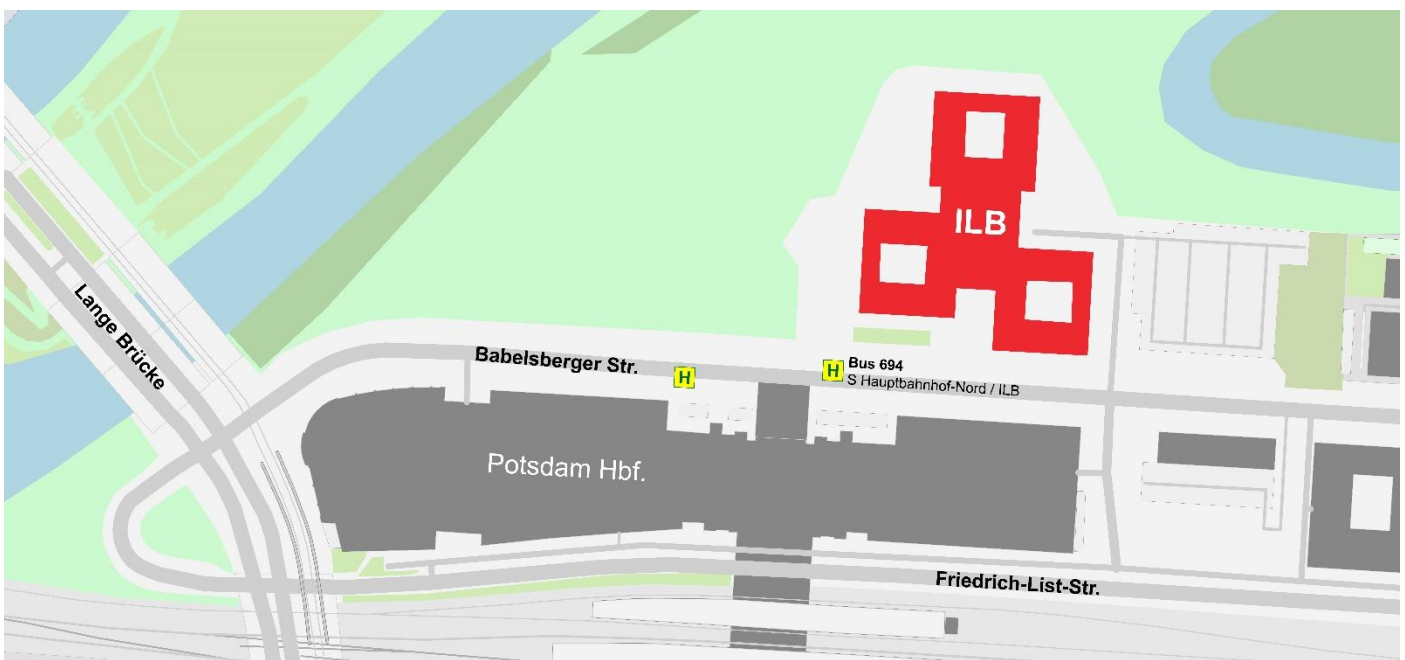 ILB
Lange Brücke
Babelsberger Str.
H
H
Bus 694
S Hauptbahnhof-Nord / ILB
Potsdam Hbf.
Friedrich-List-Str.